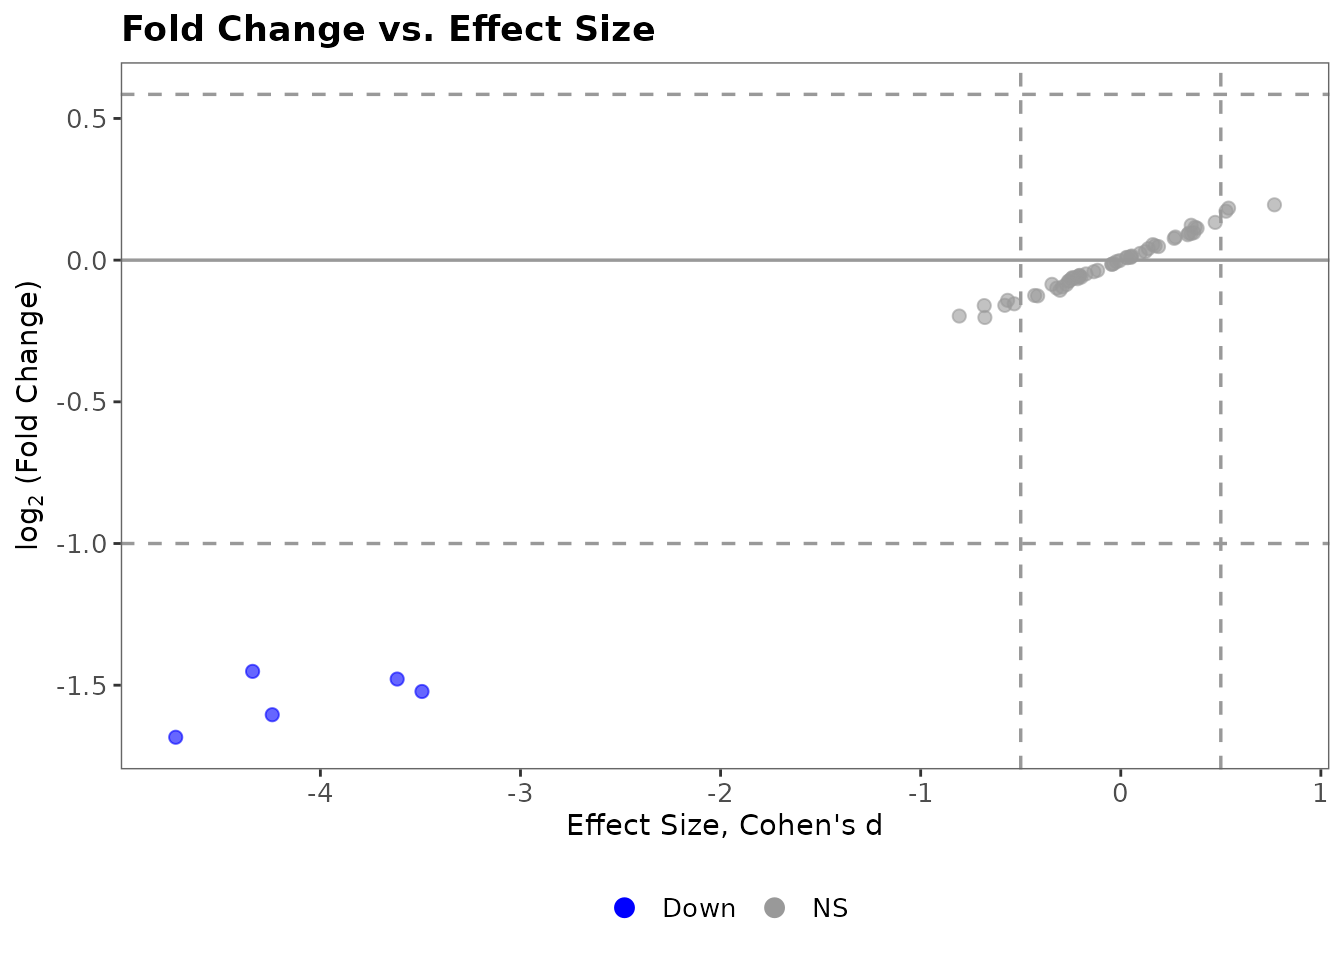 Fold Change vs. Effect Size
log₂ (Fold Change)
0.5
0.0
-0.5
-1.0
-1.5
-4 -3 -2 -1 0 1
Effect Size, Cohen's d
Down NS